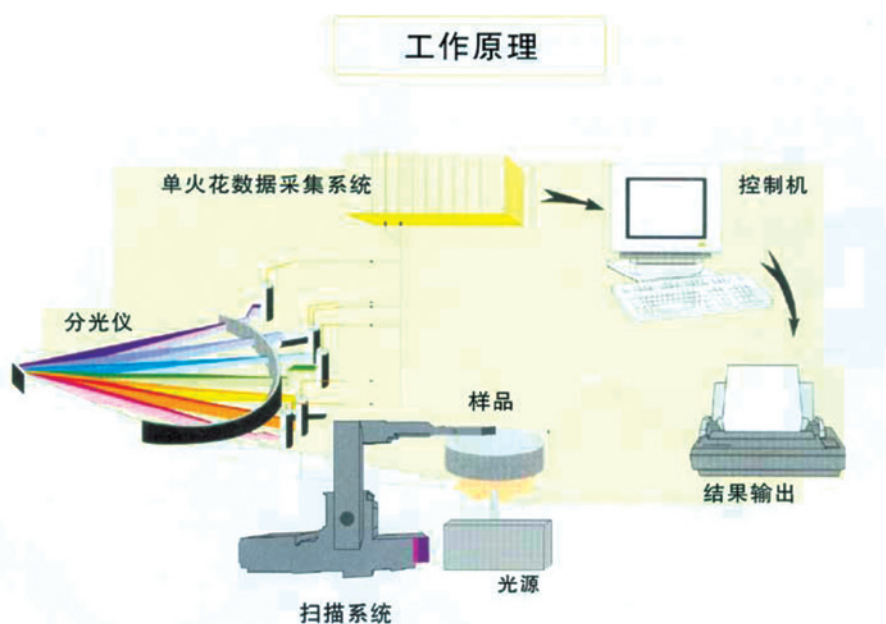 工作原理
单火花数据采集系统
控制机
分光仪
样品
结果输出
光源
扫描系统